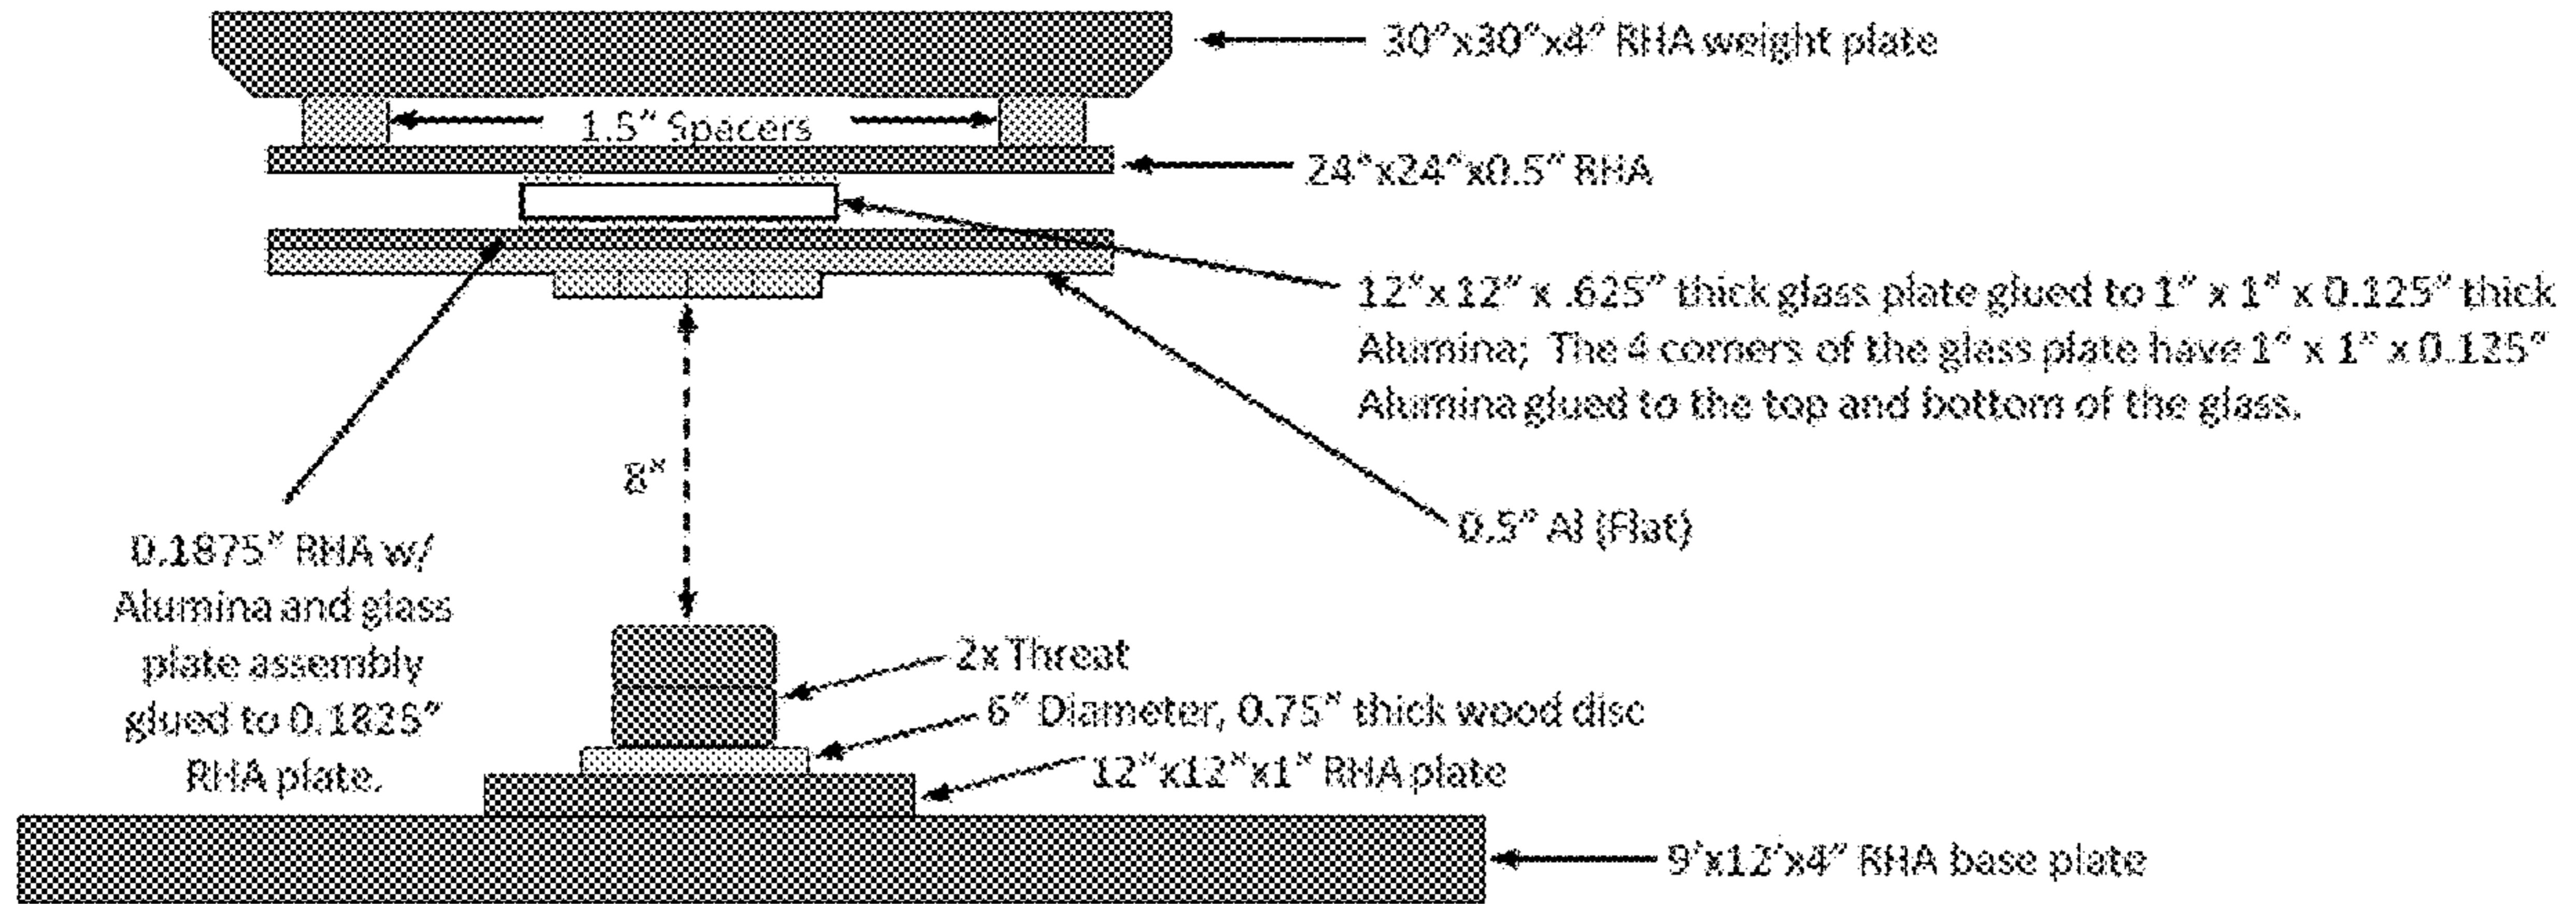 30"x30"x4" RHA weight plate
1.5" Spacers
24"x24"x0.5" RHA
12"x12" x .625" thick glass plate glued to 1" x 1" x 0.125" thick
Alumina; The 4 corners of the glass plate have 1" x 1" x 0.125"
Alumina glued to the top and bottom of the glass.
8"
0.5" Al (Flat)
0.1875" RHA w/
Alumina and glass
plate assembly
glued to 0.1825"
RHA plate.
2x Threat
6" Diameter, 0.75" thick wood disc
12"x12"x1" RHA plate
9'x12'x4" RHA base plate